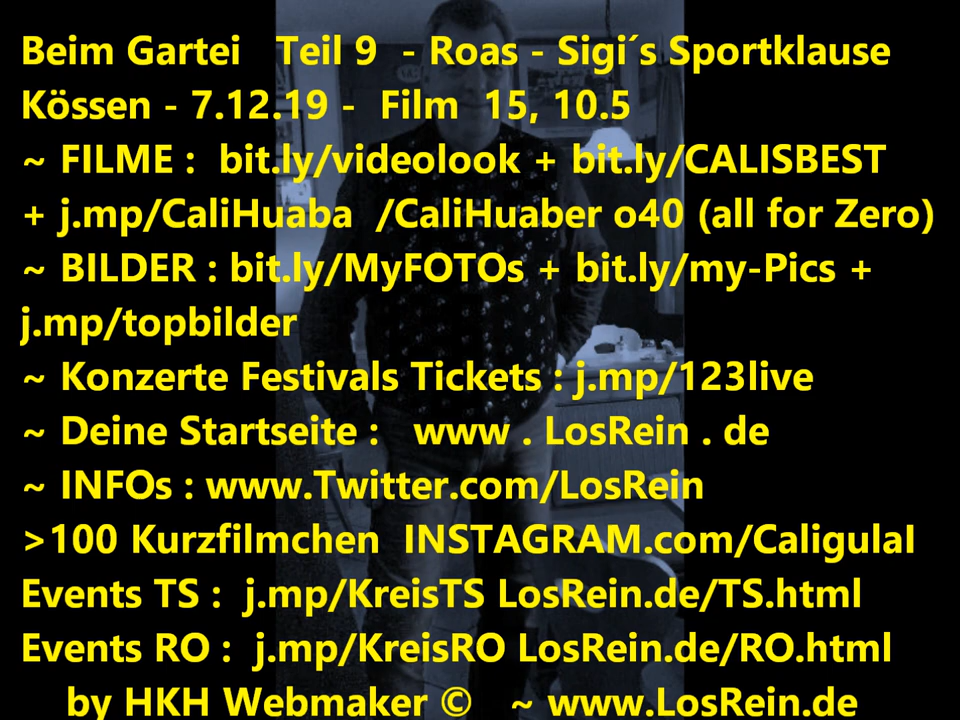 Beim Gartei Teil 9 - Roas - Sigi´s Sportklause
Kössen - 7.12.19 - Film 15, 10.5
~ FILME : bit.ly/videolook + bit.ly/CALISBEST
+ j.mp/CaliHuaba /CaliHuaber o40 (all for Zero)
~ BILDER : bit.ly/MyFOTOs + bit.ly/my-Pics +
j.mp/topbilder
~ Konzerte Festivals Tickets : j.mp/123live
~ Deine Startseite : www . LosRein . de
~ INFOs : www.Twitter.com/LosRein
>100 Kurzfilmchen INSTAGRAM.com/CaligulaI
Events TS : j.mp/KreisTS LosRein.de/TS.html
Events RO : j.mp/KreisRO LosRein.de/RO.html
by HKH Webmaker © ~ www.LosRein.de